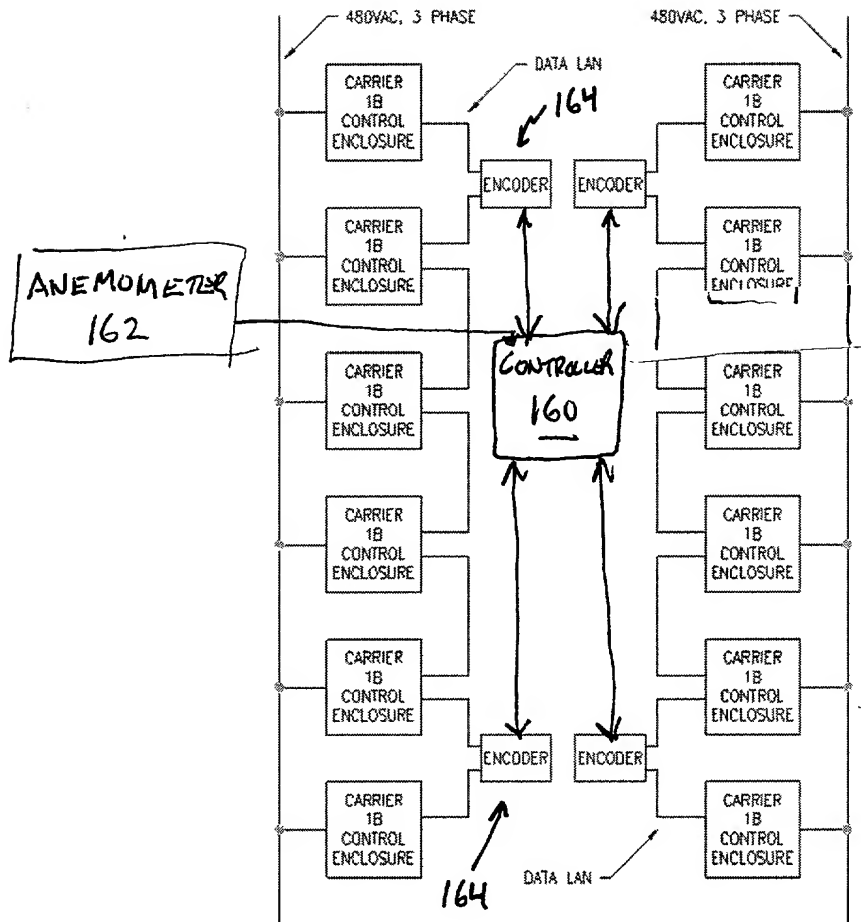 480VAC, 3 PHASE
480VAC, 3 PHASE
DATA LAN
164
CARRIER
1B
CONTROL
ENCLOSURE
ENCODER
ENCODER
CARRIER
1B
CONTROL
ENCLOSURE
CARRIER
1B
CONTROL
ENCLOSURE
CARRIER
1B
CONTROL
ENCLOSURE
ANEMOMETER
162
CONTROLLER
160
CARRIER
1B
CONTROL
ENCLOSURE
CARRIER
1B
CONTROL
ENCLOSURE
CARRIER
1B
CONTROL
ENCLOSURE
CARRIER
1B
CONTROL
ENCLOSURE
CARRIER
1B
CONTROL
ENCLOSURE
CARRIER
1B
CONTROL
ENCLOSURE
ENCODER
ENCODER
CARRIER
1B
CONTROL
ENCLOSURE
CARRIER
1B
CONTROL
ENCLOSURE
164
DATA LAN